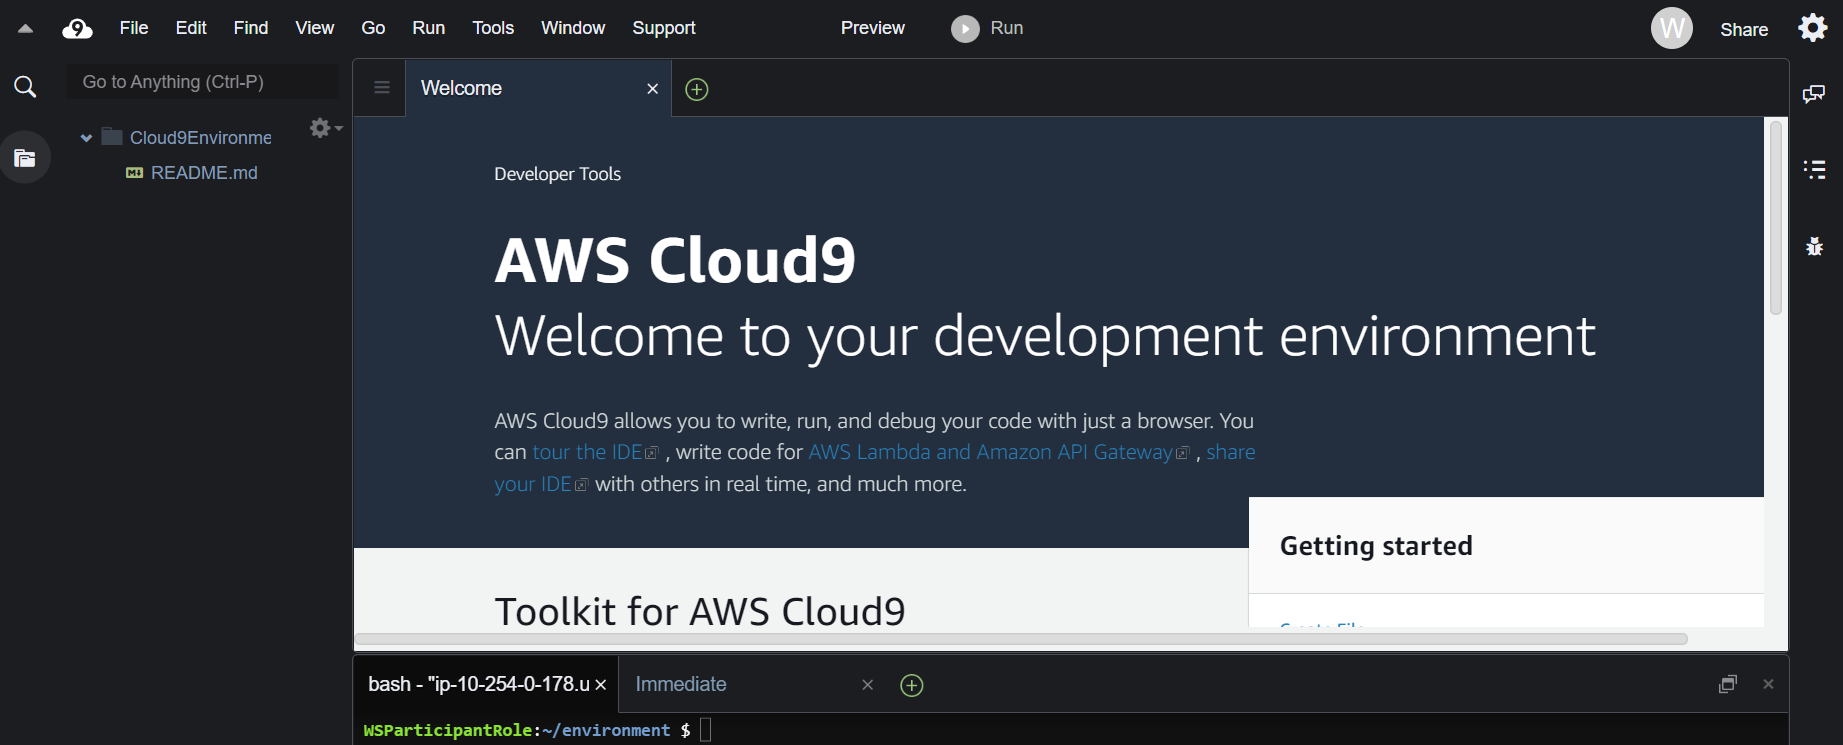 File Edit Find View Go Run Tools Window Support Preview Run W Share
Go to Anything (Ctrl-P)
Welcome
Cloud9Environme
README.md
Developer Tools
AWS Cloud9
Welcome to your development environment
AWS Cloud9 allows you to write, run, and debug your code with just a browser. You
can tour the IDE , write code for AWS Lambda and Amazon API Gateway , share
your IDE with others in real time, and much more.
Getting started
Toolkit for AWS Cloud9
Create File
bash - "ip-10-254-0-178.u Immediate
WSParticipantRole:~/environment $